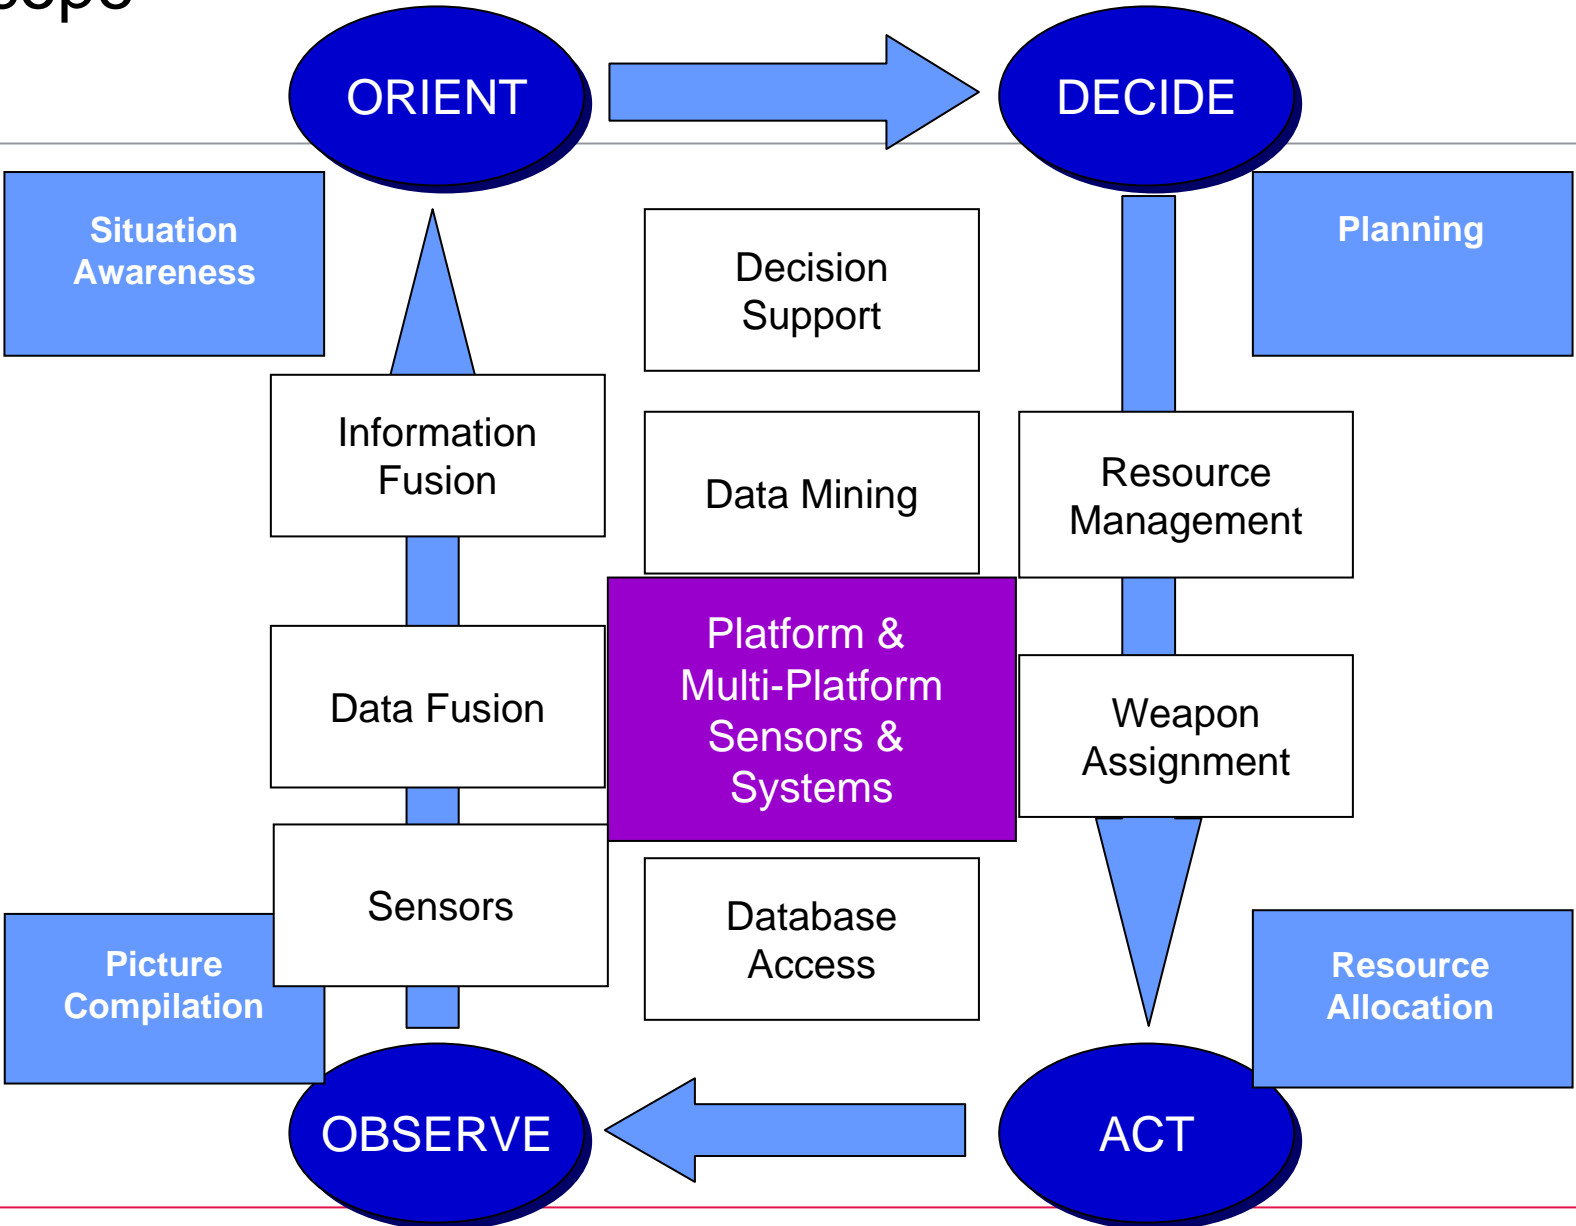 ORIENT
DECIDE
Situation
Awareness
Decision
Support
Planning
Information
Fusion
Data Mining
Resource
Management
Platform &
Multi-Platform
Sensors &
Systems
Data Fusion
Weapon
Assignment
Sensors
Database
Access
Picture
Compilation
Resource
Allocation
OBSERVE
ACT